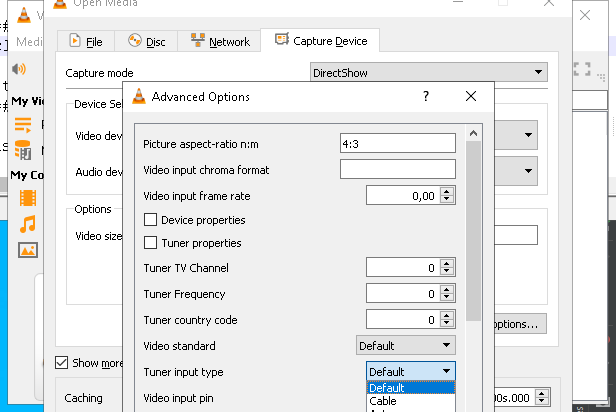 Open Media
Medi
File
Disc
Network
Capture Device
Capture mode
DirectShow
Device Sel
Video dev
Audio dev
Options
Video size
options...
Show more
Caching
00s.000
My Vi
My Co
Advanced Options
?
Picture aspect-ratio n:m
4:3
Video input chroma format
Video input frame rate
0,00
Device properties
Tuner properties
Tuner TV Channel
0
Tuner Frequency
0
Tuner country code
0
Video standard
Default
Tuner input type
Default
Default
Cable
Video input pin